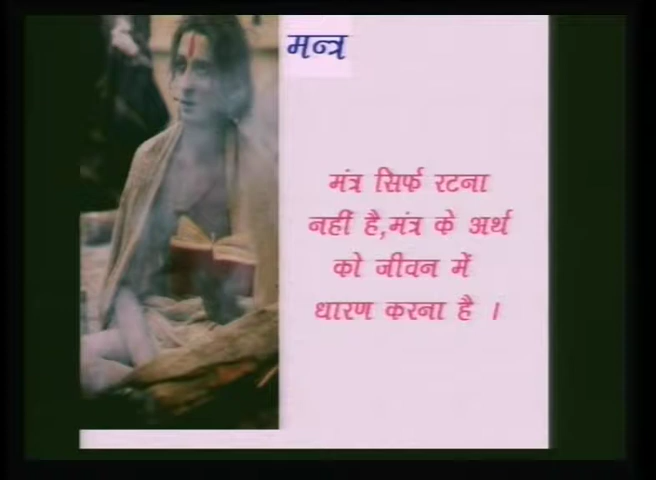 मन्त्र
मंत्र सिर्फ रटना
नहीं है,मंत्र के अर्थ
को जीवन में
धारण करना है ।